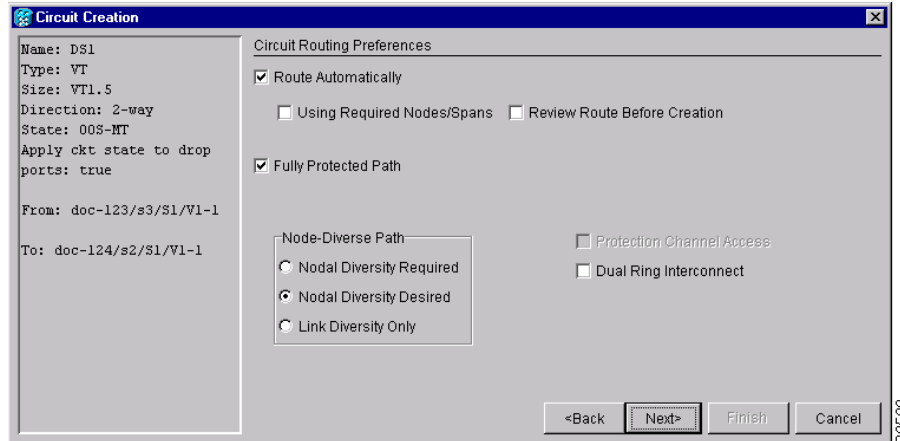 Circuit Creation
Name: DS1
Type: VT
Size: VT1.5
Direction: 2-way
State: OOS-MT
Apply ckt state to drop
ports: true
From: doc-123/s3/S1/V1-1
To: doc-124/s2/S1/V1-1
Circuit Routing Preferences
Route Automatically
Using Required Nodes/Spans
Review Route Before Creation
Fully Protected Path
Node-Diverse Path
Nodal Diversity Required
Nodal Diversity Desired
Link Diversity Only
Protection Channel Access
Dual Ring Interconnect
<Back
Next>
Finish
Cancel